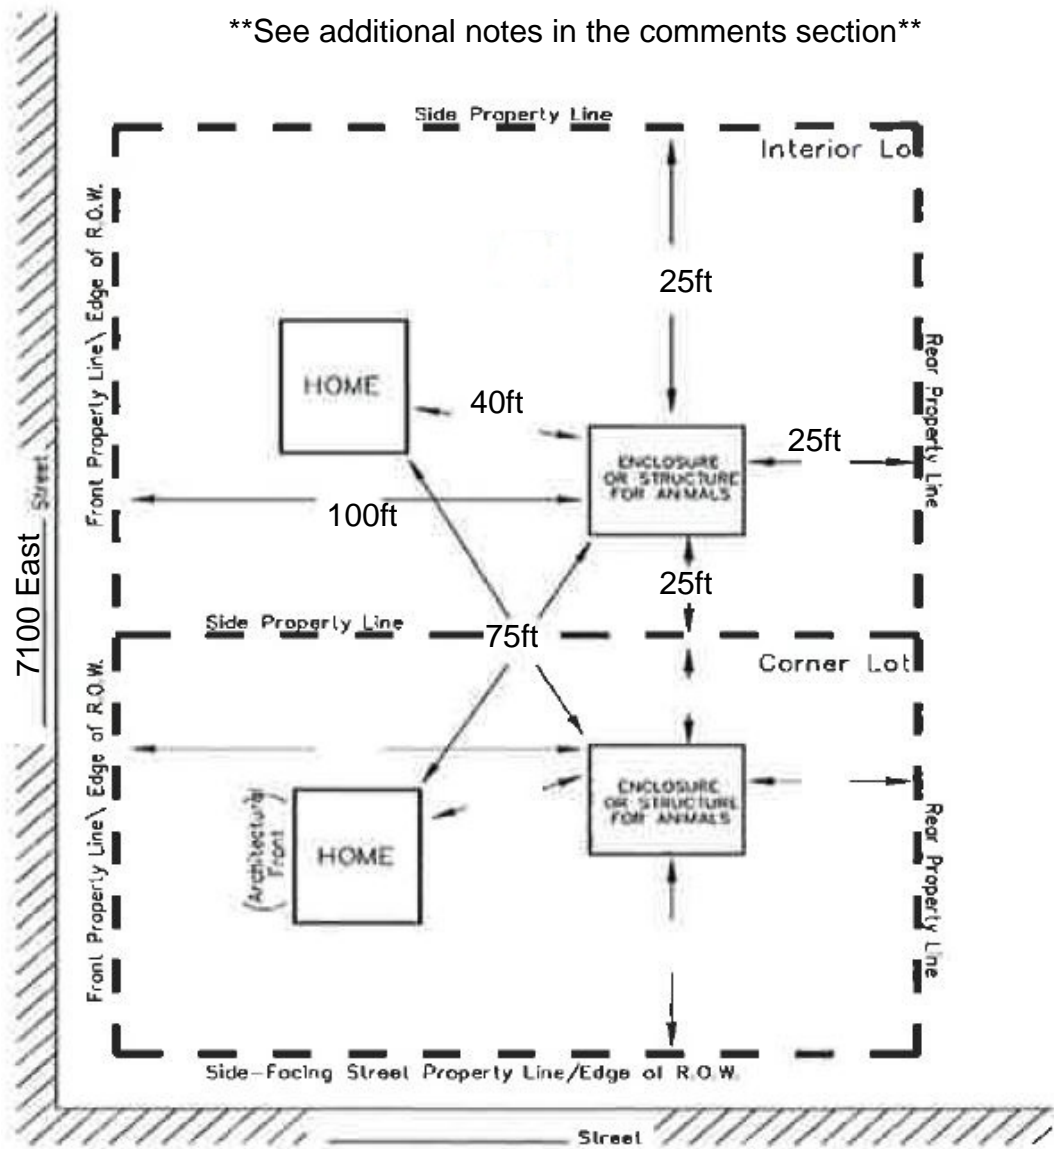 **See additional notes in the comments section**
Side Property Line
Interior Lo
Front Property Line\ Edge of R.O.W.
25ft
Rear Property Line
HOME
40ft
25ft
ENCLOSURE
OR STRUCTURE
FOR ANIMALS
Street
7100 East
100ft
25ft
Side Property Line
75ft
Corner Lot
Front Property Line\ Edge of R.O.W.
ENCLOSURE
OR STRUCTURE
FOR ANIMALS
(Architectural
Front)
HOME
Rear Property Line
Side-Facing Street Property Line/Edge of R.O.W.
Street